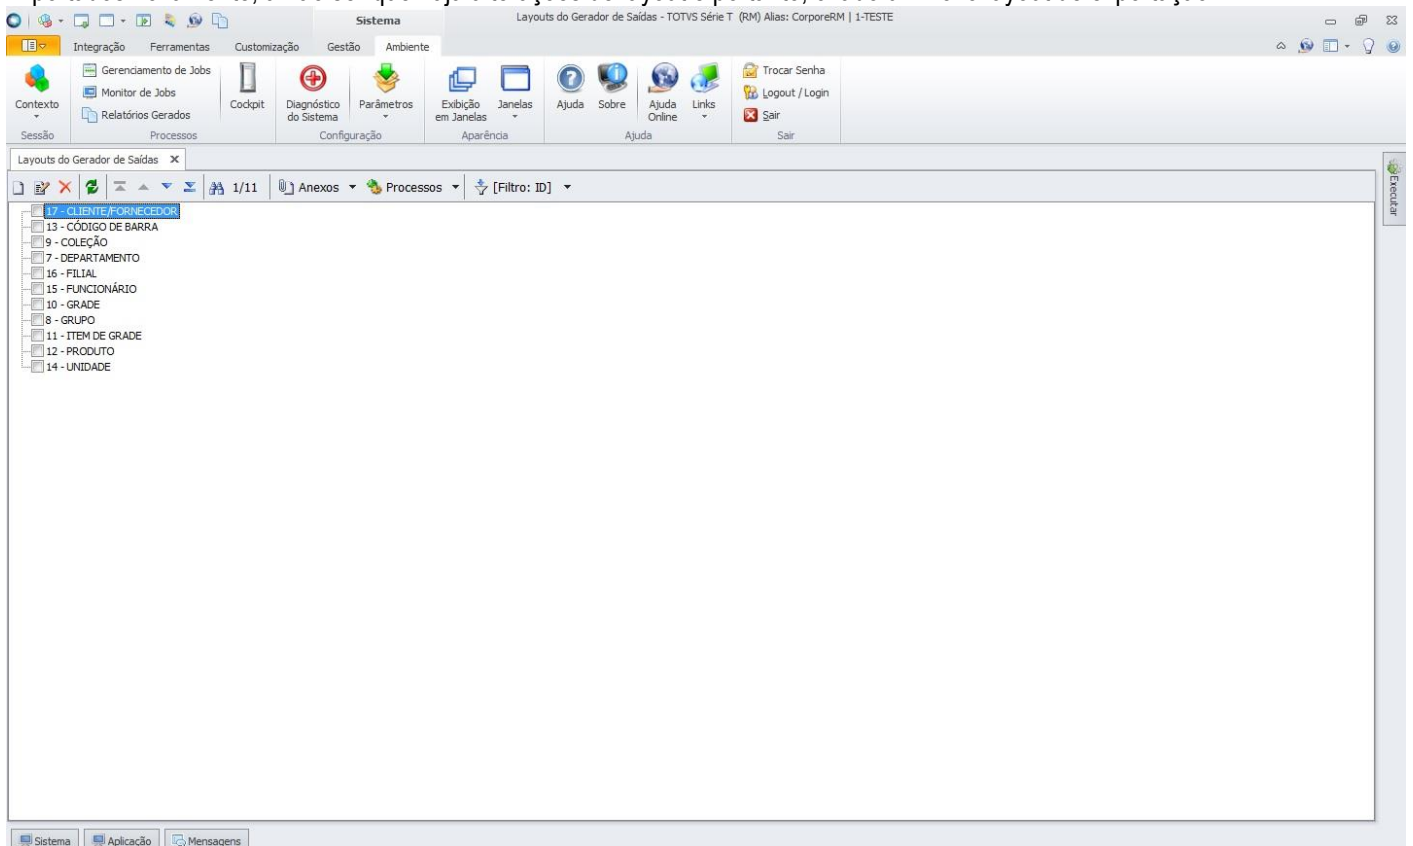 Sistema
Layouts do Gerador de Saídas - TOTVS Série T (RM) Alias: CorporeRM | 1-TESTE
Integração Ferramentas Customização Gestão Ambiente
Contexto
Gerenciamento de Jobs
Monitor de Jobs
Relatórios Gerados
Cockpit
Diagnóstico do Sistema
Parâmetros
Exibição em Janelas
Janelas
Ajuda
Sobre
Ajuda Online
Links
Trocar Senha
Logout / Login
Sair
Sessão Processos Configuração Aparência Ajuda Sair
Layouts do Gerador de Saídas
1/11 Anexos Processos [Filtro: ID]
Executar
17 - CLIENTE/FORNECEDOR
13 - CÓDIGO DE BARRA
9 - COLEÇÃO
7 - DEPARTAMENTO
16 - FILIAL
15 - FUNCIONÁRIO
10 - GRADE
8 - GRUPO
11 - ITEM DE GRADE
12 - PRODUTO
14 - UNIDADE
Sistema Aplicação Mensagens